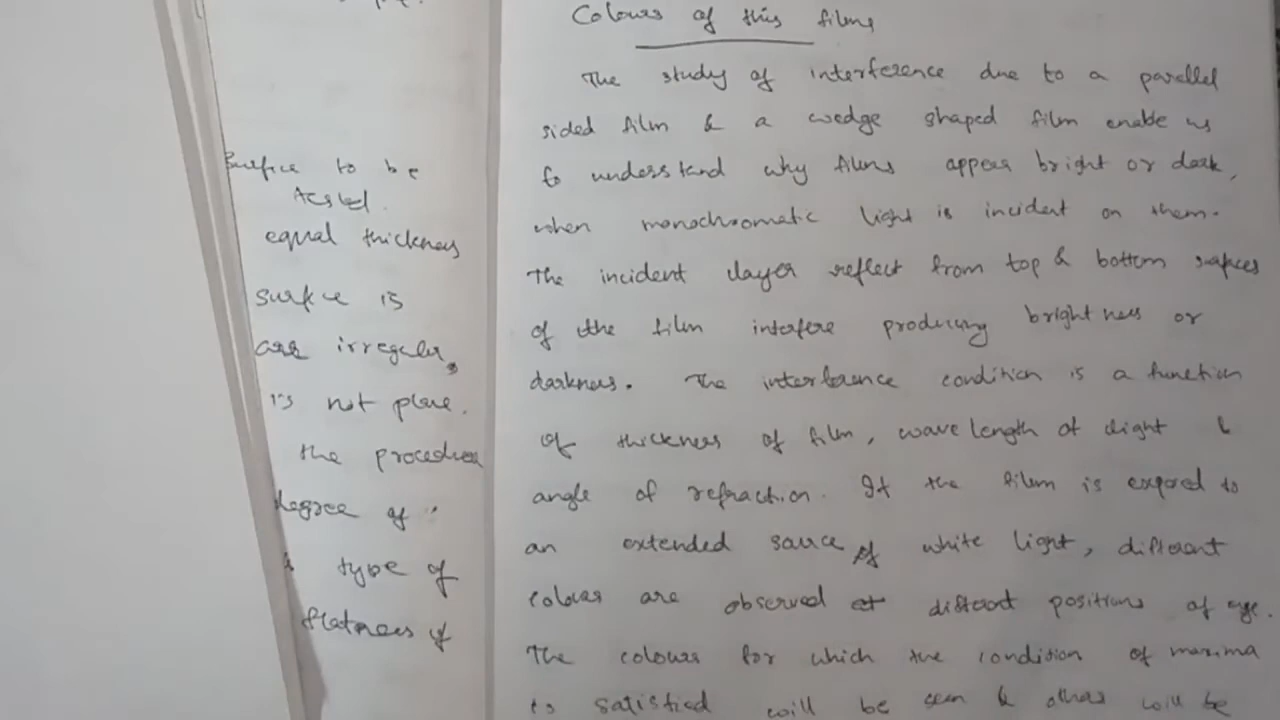 Surface to be
tested.
equal thickness
surface is
are irregular,
is not plane.
the procedure
degree of
& type of
flatness of
Colours of this films
The study of interference due to a parallel
sided film & a wedge shaped film enable us
to understand why films appear bright or dark,
when monochromatic light is incident on them.
The incident layer reflect from top & bottom surfaces
of the film interfere producing brightness or
darkness. The interference condition is a function
of thickness of film, wavelength of light &
angle of refraction. If the film is exposed to
an extended source of white light, different
colours are observed at different positions of eye.
The colours for which the condition of maxima
is satisfied will be seen & others will be